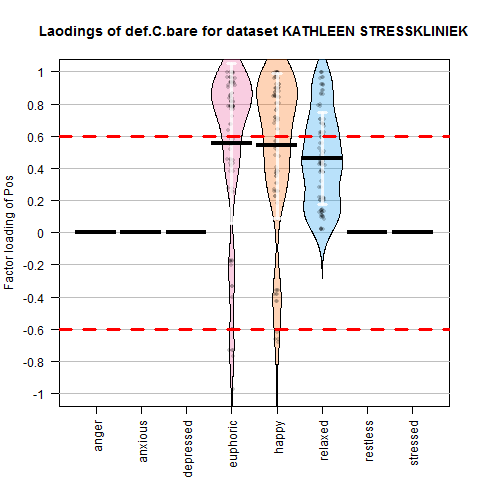 Laodings of def.C.bare for dataset KATHLEEN STRESSKLINIEK
Factor loading of Pos
1
0.8
0.6
0.4
0.2
0
-0.2
-0.4
-0.6
-0.8
-1
anger
anxious
depressed
euphoric
happy
relaxed
restless
stressed